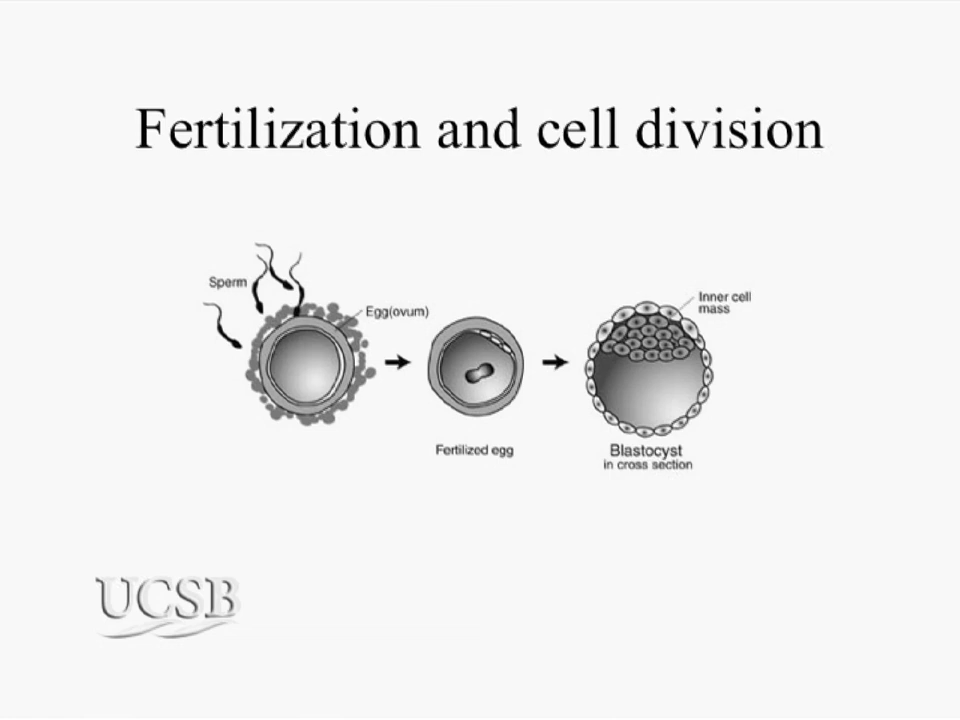 Fertilization and cell division
Sperm
Egg(ovum)
Inner cell
mass
Fertilized egg
Blastocyst
in cross section
UCSB